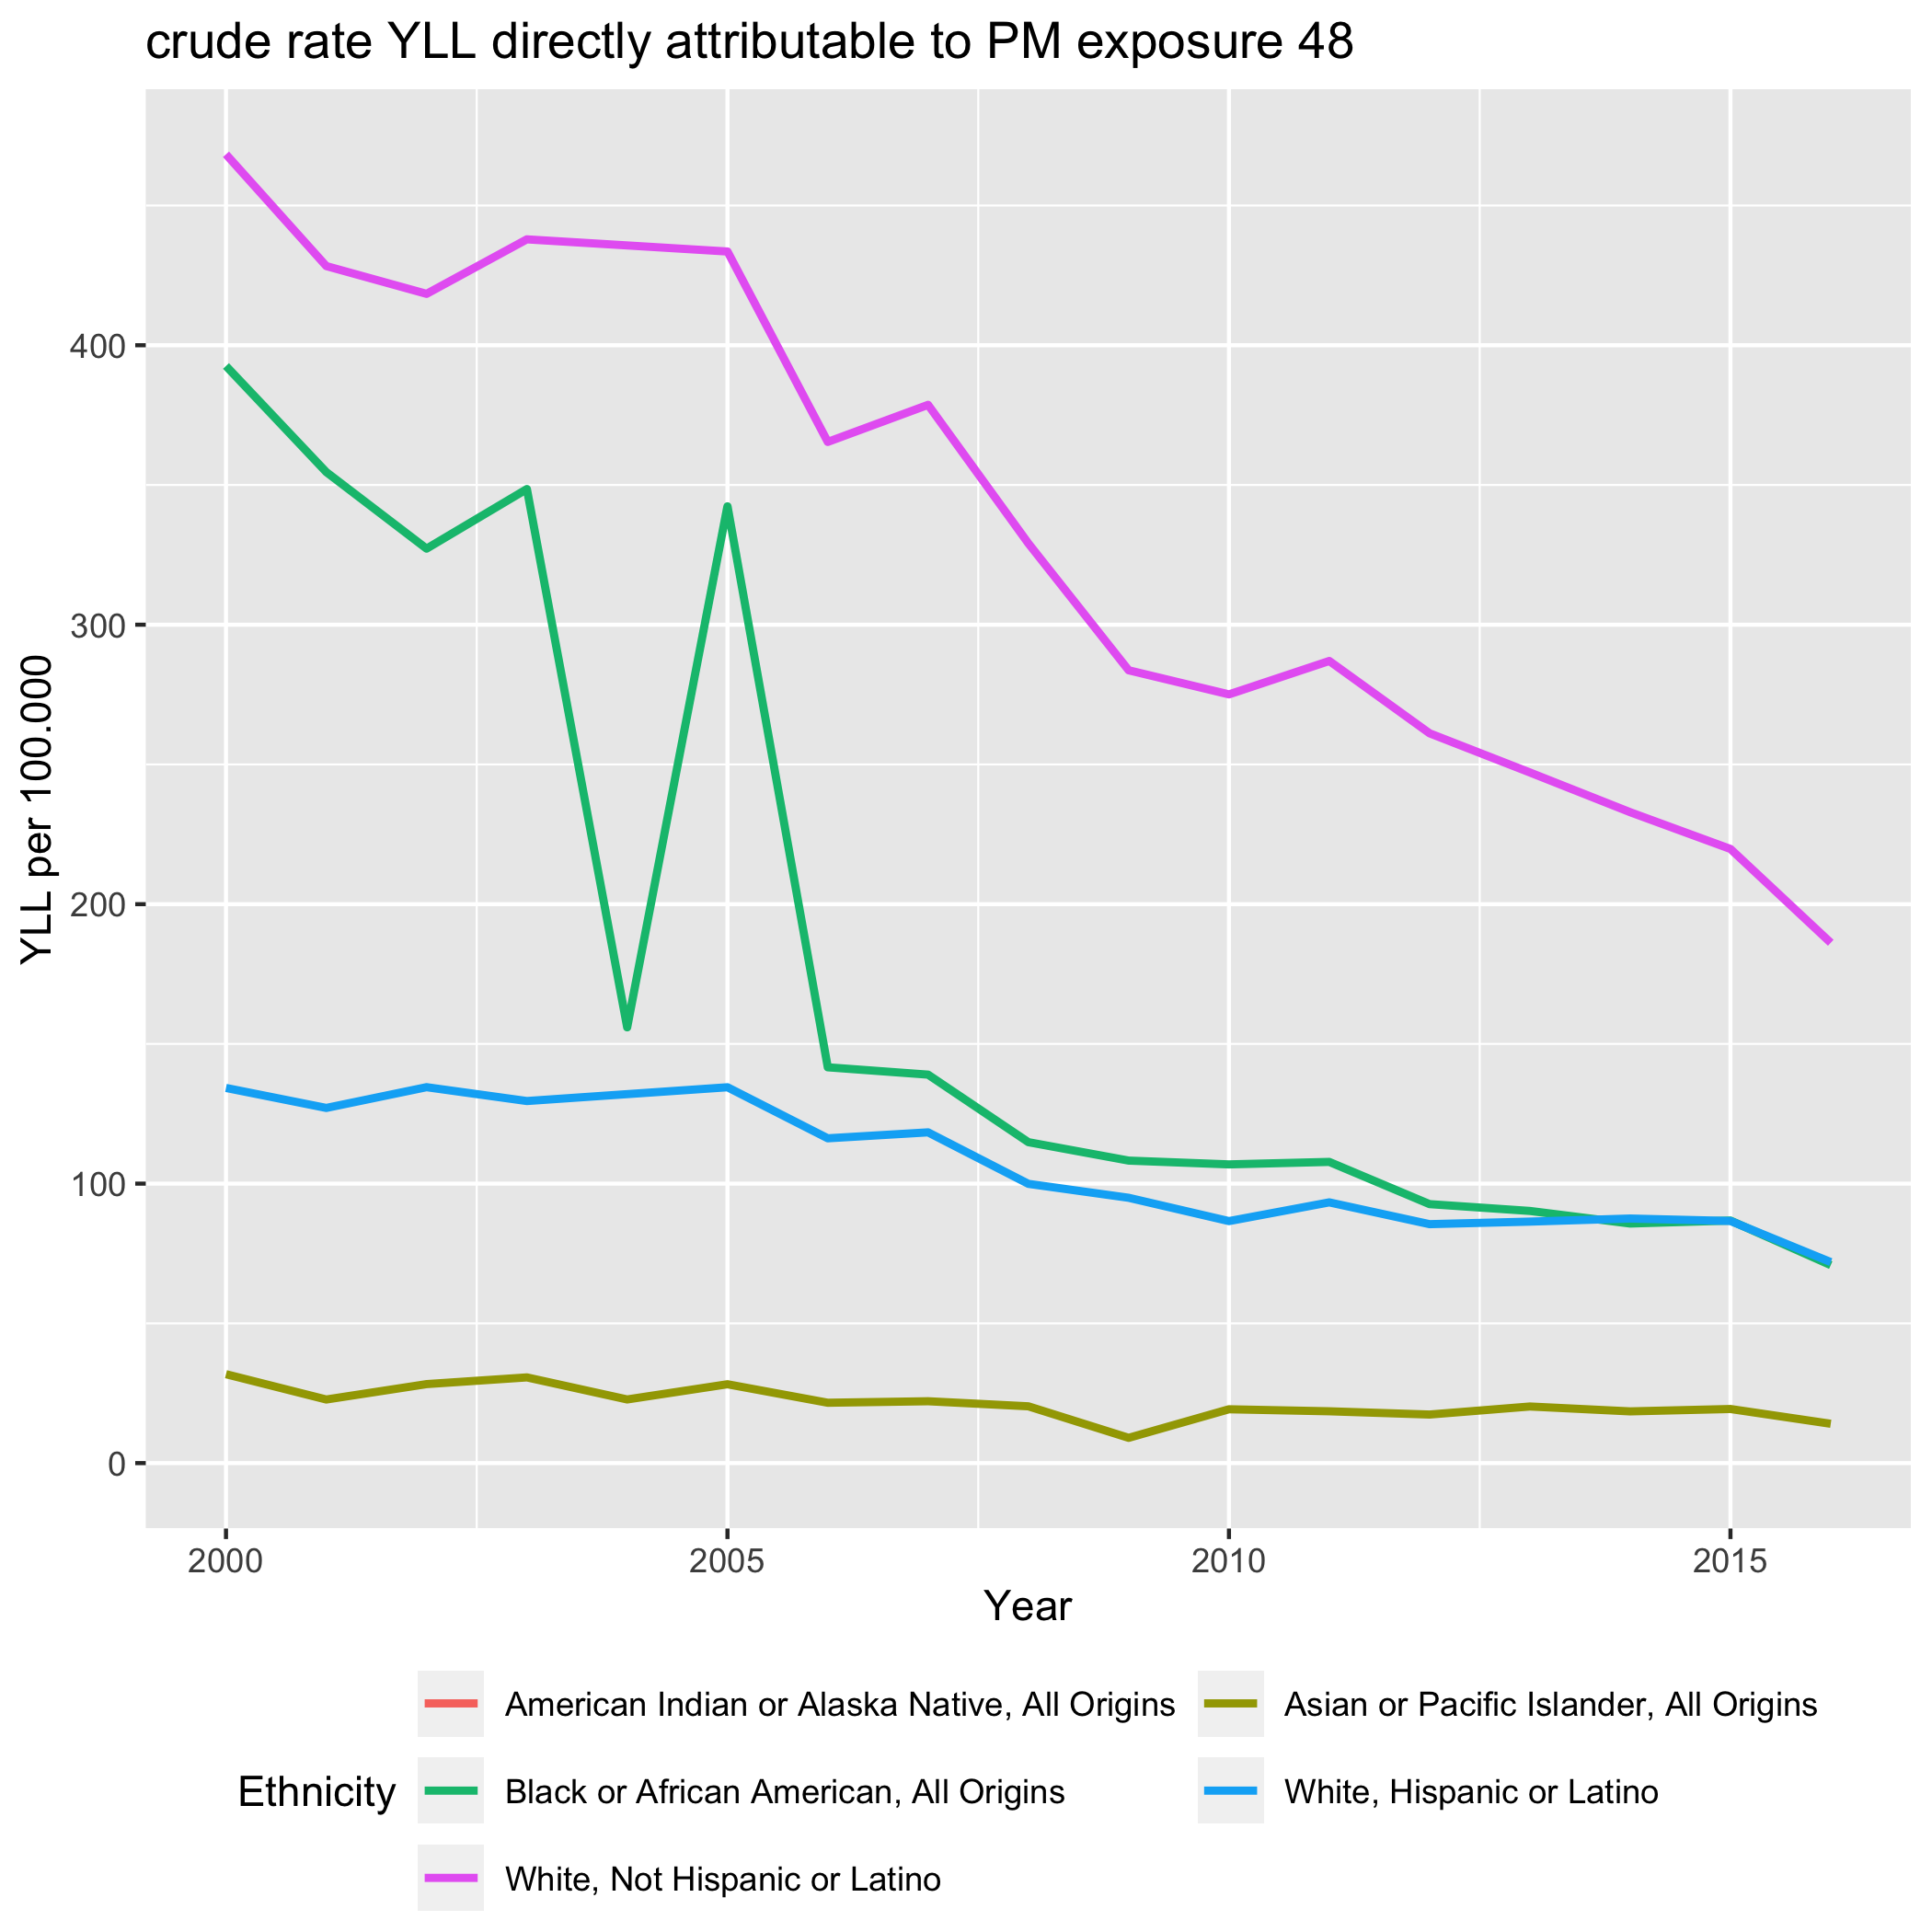 crude rate YLL directly attributable to PM exposure 48
YLL per 100.000
400
300
200
100
0
2000 2005 2010 2015
Year
Ethnicity
American Indian or Alaska Native, All Origins
Asian or Pacific Islander, All Origins
Black or African American, All Origins
White, Hispanic or Latino
White, Not Hispanic or Latino